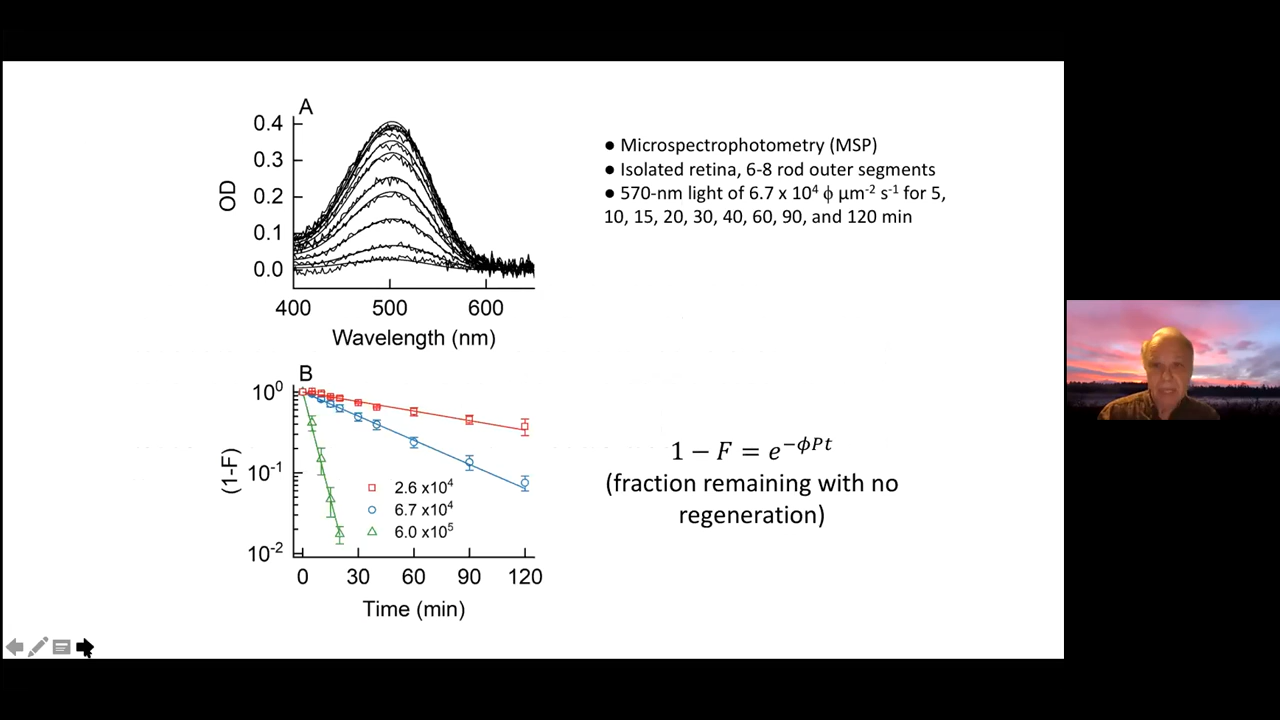 A
0.4
0.3
0.2
0.1
0.0
OD
400 500 600
Wavelength (nm)
● Microspectrophotometry (MSP)
● Isolated retina, 6-8 rod outer segments
● 570-nm light of 6.7 x 10⁴ ϕ μm⁻² s⁻¹ for 5,
10, 15, 20, 30, 40, 60, 90, and 120 min
B
10⁰
10⁻¹
10⁻²
(1-F)
2.6 x10⁴
6.7 x10⁴
6.0 x10⁵
0 30 60 90 120
Time (min)
1 − F = e^{−ϕPt}
(fraction remaining with no
regeneration)